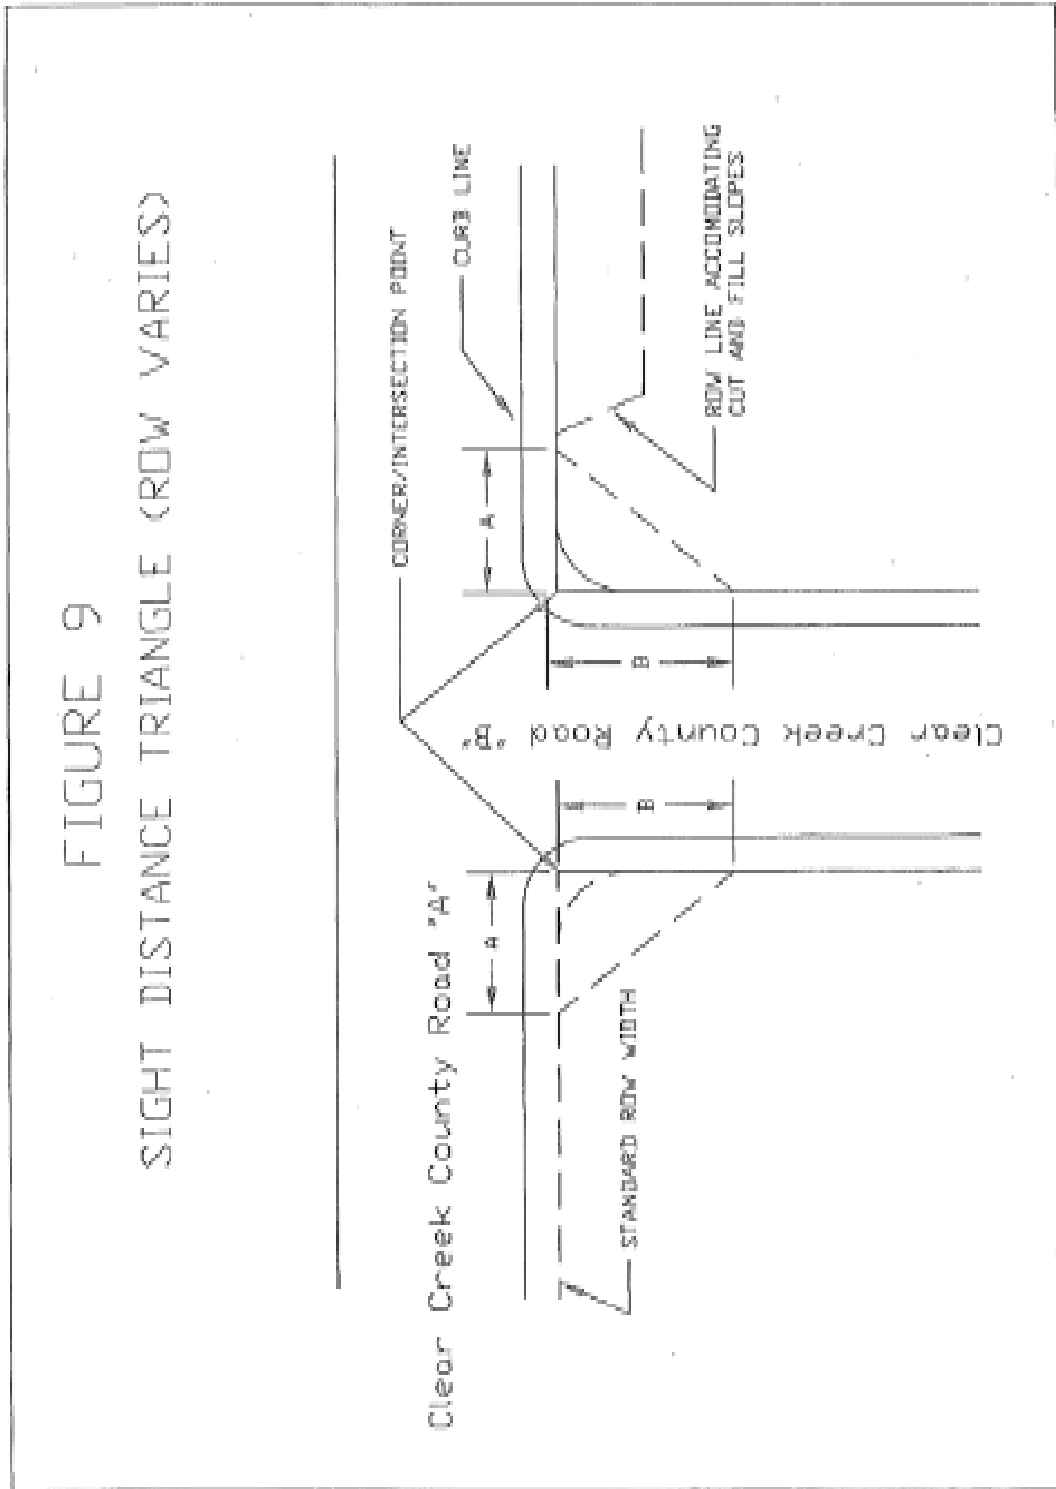 FIGURE 9
SIGHT DISTANCE TRIANGLE (ROW VARIES)
CORNER/INTERSECTION POINT
CURB LINE
Clear Creek County Road "A"
A
A
B
B
Clear Creek County Road "B"
STANDARD ROW WIDTH
ROW LINE ACCOMODATING
CUT AND FILL SLOPES